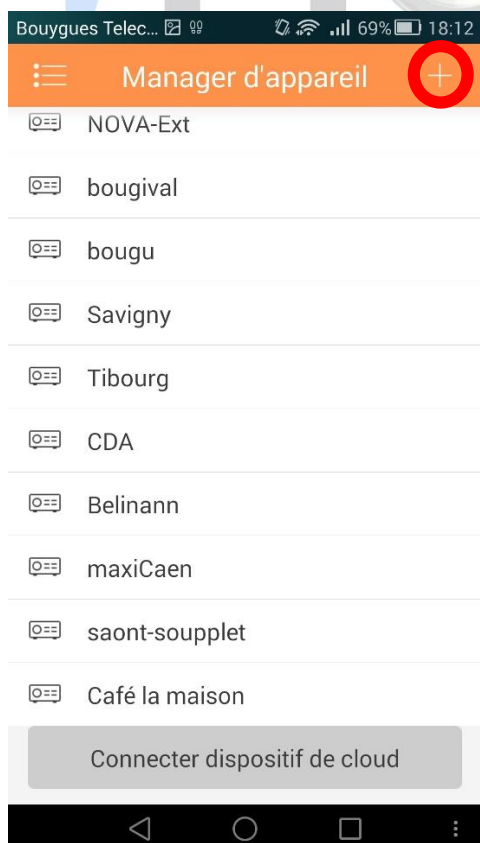 Bouygues Telec... 69% 18:12
Manager d'appareil
NOVA-Ext
bougival
bougu
Savigny
Tibourg
CDA
Belinann
maxiCaen
saont-soupplet
Café la maison
Connecter dispositif de cloud